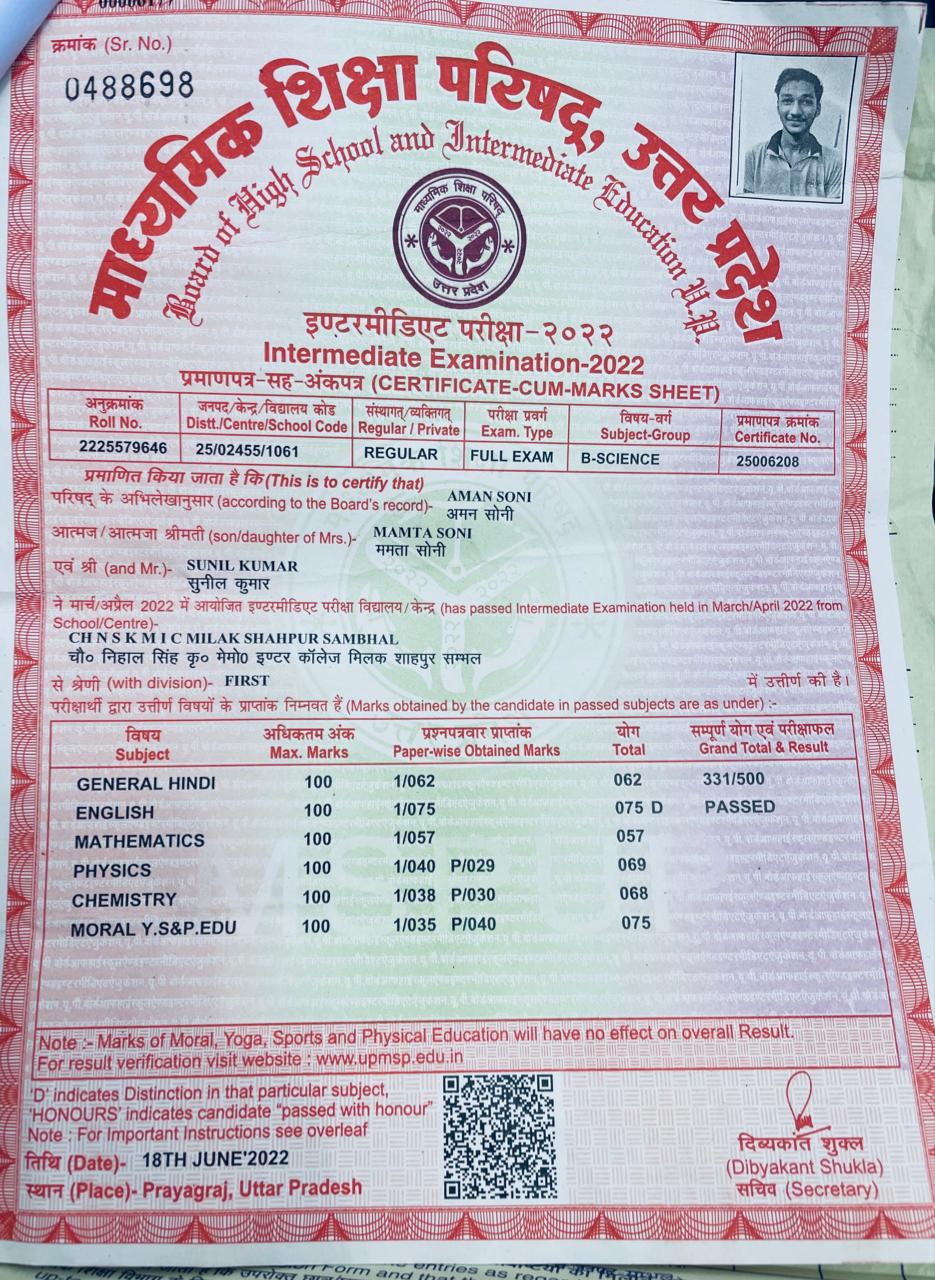 क्रमांक (Sr. No.)
0488698
माध्यमिक शिक्षा परिषद्, उत्तर प्रदेश
Board of High School and Intermediate Education U.P.
माध्यमिक शिक्षा परिषद्
२०२२ २०२२
२०२२
उत्तर प्रदेश
इण्टरमीडिएट परीक्षा-२०२२
Intermediate Examination-2022
प्रमाणपत्र-सह-अंकपत्र (CERTIFICATE-CUM-MARKS SHEET)
अनुक्रमांक जनपद/केन्द्र/विद्यालय कोड संस्थागत/व्यक्तिगत् परीक्षा प्रवर्ग विषय-वर्ग प्रमाणपत्र क्रमांक
Roll No. Distt./Centre/School Code Regular / Private Exam. Type Subject-Group Certificate No.
2225579646 25/02455/1061 REGULAR FULL EXAM B-SCIENCE 25006208
प्रमाणित किया जाता है कि (This is to certify that)
परिषद् के अभिलेखानुसार (according to the Board's record)- AMAN SONI
अमन सोनी
आत्मज/आत्मजा श्रीमती (son/daughter of Mrs.)- MAMTA SONI
ममता सोनी
एवं श्री (and Mr.)- SUNIL KUMAR
सुनील कुमार
ने मार्च/अप्रैल 2022 में आयोजित इण्टरमीडिएट परीक्षा विद्यालय/केन्द्र (has passed Intermediate Examination held in March/April 2022 from
School/Centre)-
CH N S K M I C MILAK SHAHPUR SAMBHAL
चौ० निहाल सिंह कृ० मेमो0 इण्टर कॉलेज मिलक शाहपुर सम्मल
से श्रेणी (with division)- FIRST में उत्तीर्ण की है।
परीक्षार्थी द्वारा उत्तीर्ण विषयों के प्राप्तांक निम्नवत हैं (Marks obtained by the candidate in passed subjects are as under) :-
विषय अधिकतम अंक प्रश्नपत्रवार प्राप्तांक योग सम्पूर्ण योग एवं परीक्षाफल
Subject Max. Marks Paper-wise Obtained Marks Total Grand Total & Result
GENERAL HINDI 100 1/062 062 331/500
ENGLISH 100 1/075 075 D PASSED
MATHEMATICS 100 1/057 057
PHYSICS 100 1/040 P/029 069
CHEMISTRY 100 1/038 P/030 068
MORAL Y.S&P.EDU 100 1/035 P/040 075
Note :- Marks of Moral, Yoga, Sports and Physical Education will have no effect on overall Result.
For result verification visit website : www.upmsp.edu.in
'D' indicates Distinction in that particular subject,
'HONOURS' indicates candidate "passed with honour"
Note : For Important Instructions see overleaf
तिथि (Date)- 18TH JUNE'2022
स्थान (Place)- Prayagraj, Uttar Pradesh
दिव्यकांत शुक्ल
(Dibyakant Shukla)
सचिव (Secretary)